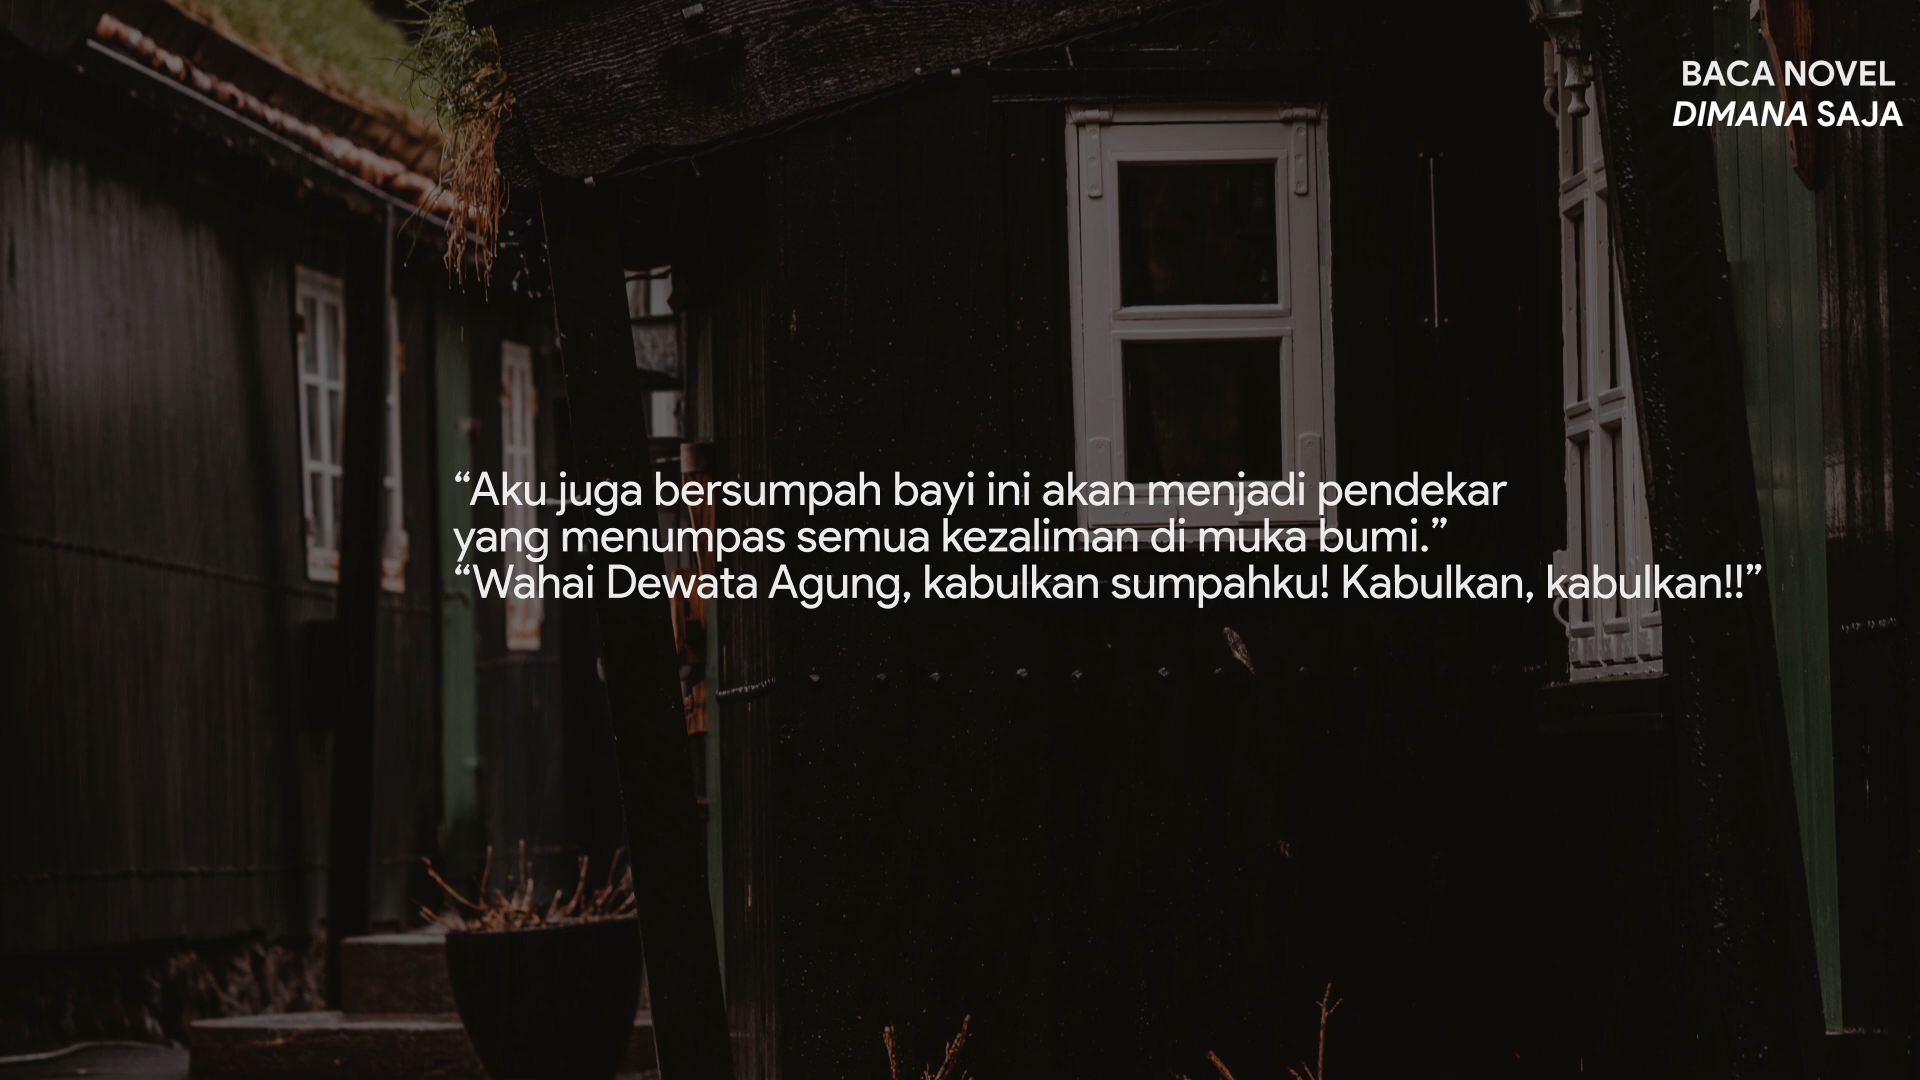 BACA NOVEL
DIMANA SAJA
“Aku juga bersumpah bayi ini akan menjadi pendekar
yang menumpas semua kezaliman di muka bumi.”
“Wahai Dewata Agung, kabulkan sumpahku! Kabulkan, kabulkan!!”